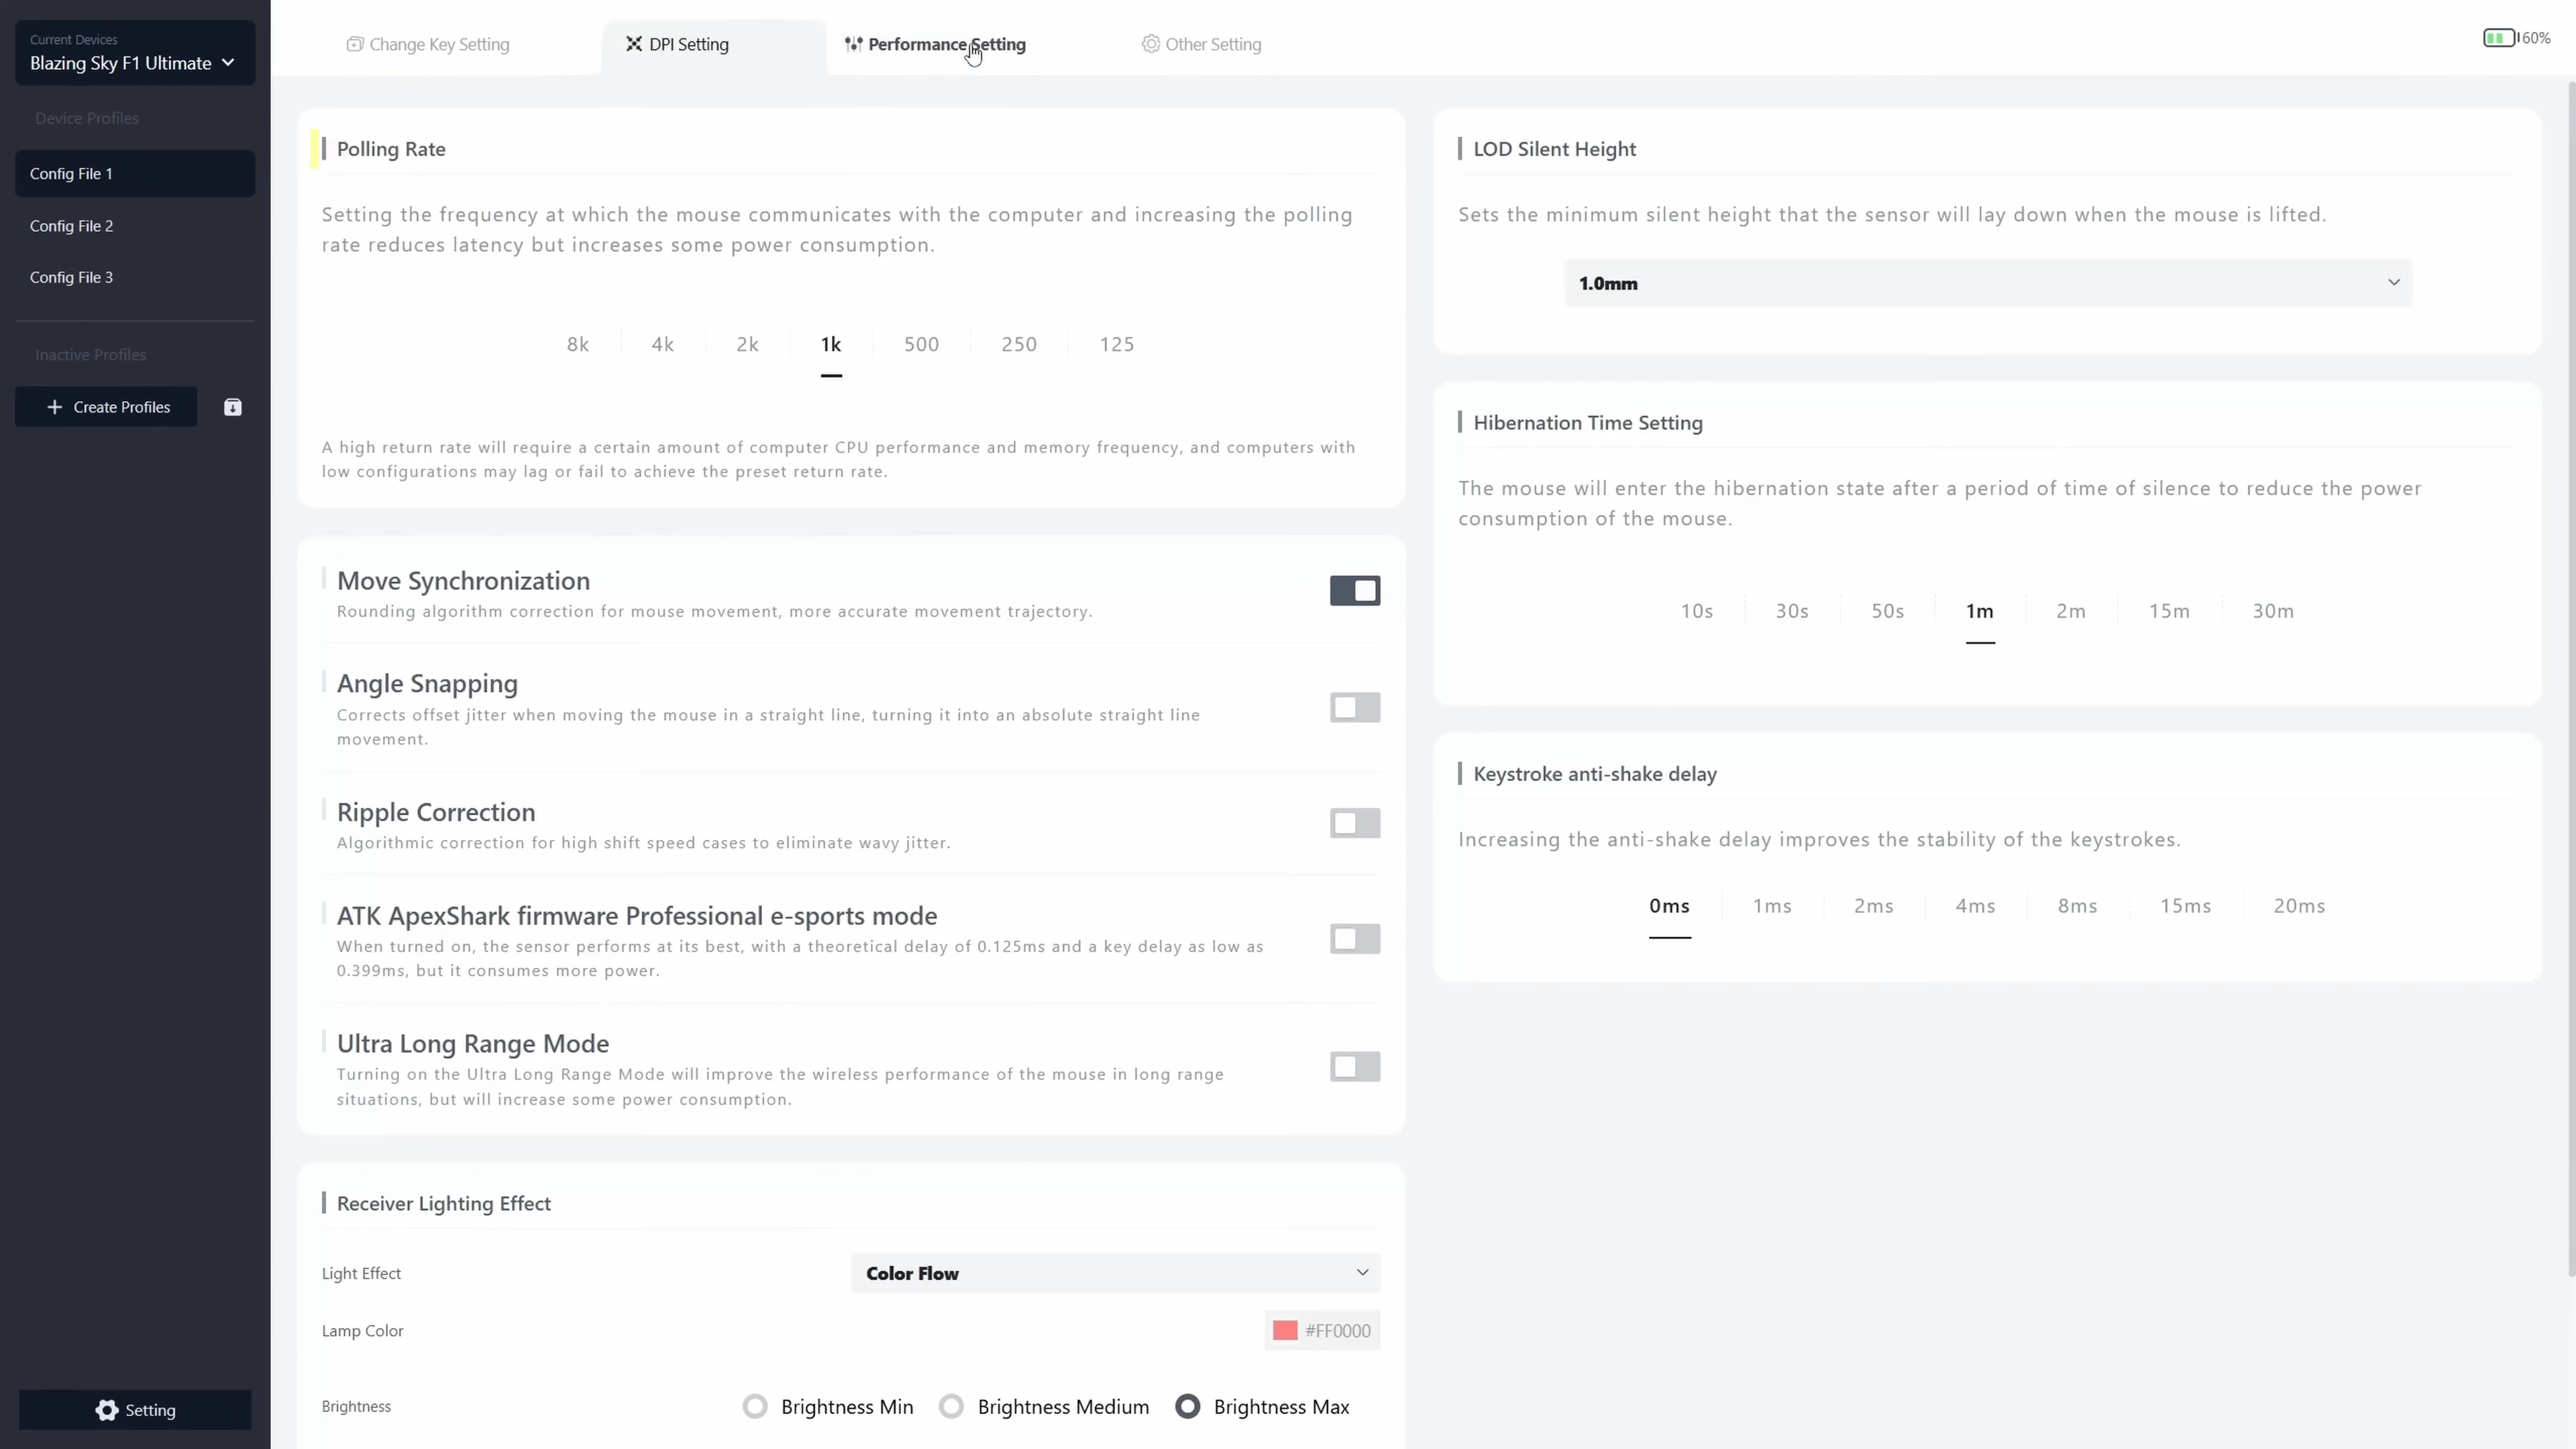 Current Devices
Blazing Sky F1 Ultimate
Device Profiles
Config File 1
Config File 2
Config File 3
Inactive Profiles
Create Profiles
Setting
Change Key Setting
DPI Setting
Performance Setting
Other Setting
60%
Polling Rate
Setting the frequency at which the mouse communicates with the computer and increasing the polling
rate reduces latency but increases some power consumption.
8k 4k 2k 1k 500 250 125
A high return rate will require a certain amount of computer CPU performance and memory frequency, and computers with
low configurations may lag or fail to achieve the preset return rate.
Move Synchronization
Rounding algorithm correction for mouse movement, more accurate movement trajectory.
Angle Snapping
Corrects offset jitter when moving the mouse in a straight line, turning it into an absolute straight line
movement.
Ripple Correction
Algorithmic correction for high shift speed cases to eliminate wavy jitter.
ATK ApexShark firmware Professional e-sports mode
When turned on, the sensor performs at its best, with a theoretical delay of 0.125ms and a key delay as low as
0.399ms, but it consumes more power.
Ultra Long Range Mode
Turning on the Ultra Long Range Mode will improve the wireless performance of the mouse in long range
situations, but will increase some power consumption.
Receiver Lighting Effect
Light Effect
Color Flow
Lamp Color
#FF0000
Brightness
Brightness Min
Brightness Medium
Brightness Max
LOD Silent Height
Sets the minimum silent height that the sensor will lay down when the mouse is lifted.
1.0mm
Hibernation Time Setting
The mouse will enter the hibernation state after a period of time of silence to reduce the power
consumption of the mouse.
10s 30s 50s 1m 2m 15m 30m
Keystroke anti-shake delay
Increasing the anti-shake delay improves the stability of the keystrokes.
0ms 1ms 2ms 4ms 8ms 15ms 20ms